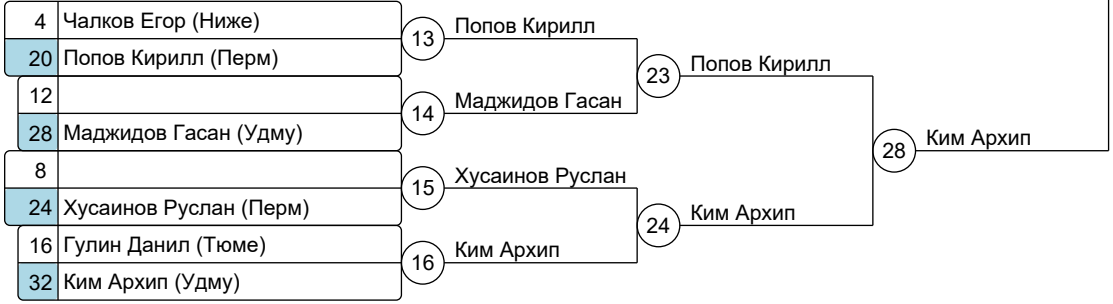 4 Чалков Егор (Ниже)
20 Попов Кирилл (Перм)
12
28 Маджидов Гасан (Удму)
8
24 Хусаинов Руслан (Перм)
16 Гулин Данил (Тюме)
32 Ким Архип (Удму)
13 Попов Кирилл
14 Маджидов Гасан
15 Хусаинов Руслан
16 Ким Архип
23 Попов Кирилл
24 Ким Архип
28 Ким Архип